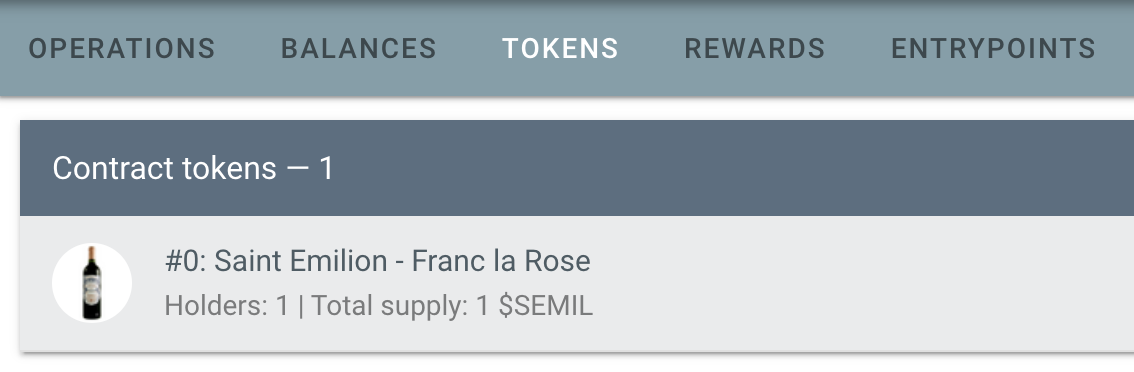 OPERATIONS BALANCES TOKENS REWARDS ENTRYPOINTS
Contract tokens — 1
#0: Saint Emilion - Franc la Rose
Holders: 1 | Total supply: 1 $SEMIL